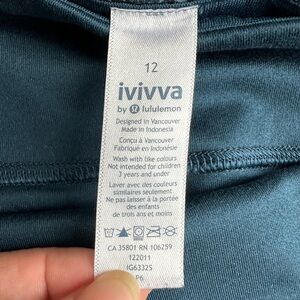 12
ivivva
by lululemon
Designed in Vancouver
Made in Indonesia
Conçu à Vancouver
Fabriqué en Indonésie
Wash with like colours
Not intended for children
3 years and under
Laver avec des couleurs
similaires seulement
Ne pas laisser à la
portée des enfants
de trois ans et moins
CA 35801 RN 106259
122011
IG6332S
P6